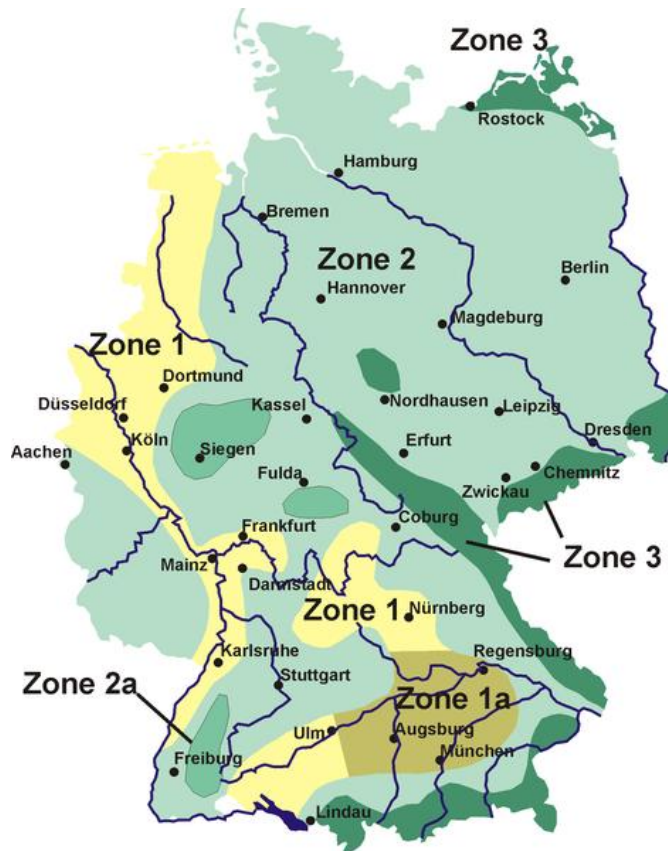 Zone 3
Rostock
Hamburg
Bremen
Zone 2
Berlin
Hannover
Magdeburg
Zone 1
Dortmund
Nordhausen
Düsseldorf
Kassel
Leipzig
Köln
Dresden
Aachen
Siegen
Erfurt
Fulda
Chemnitz
Zwickau
Coburg
Frankfurt
Zone 3
Mainz
Darmstadt
Zone 1
Nürnberg
Karlsruhe
Regensburg
Zone 2a
Stuttgart
Zone 1a
Ulm
Augsburg
Freiburg
München
Lindau